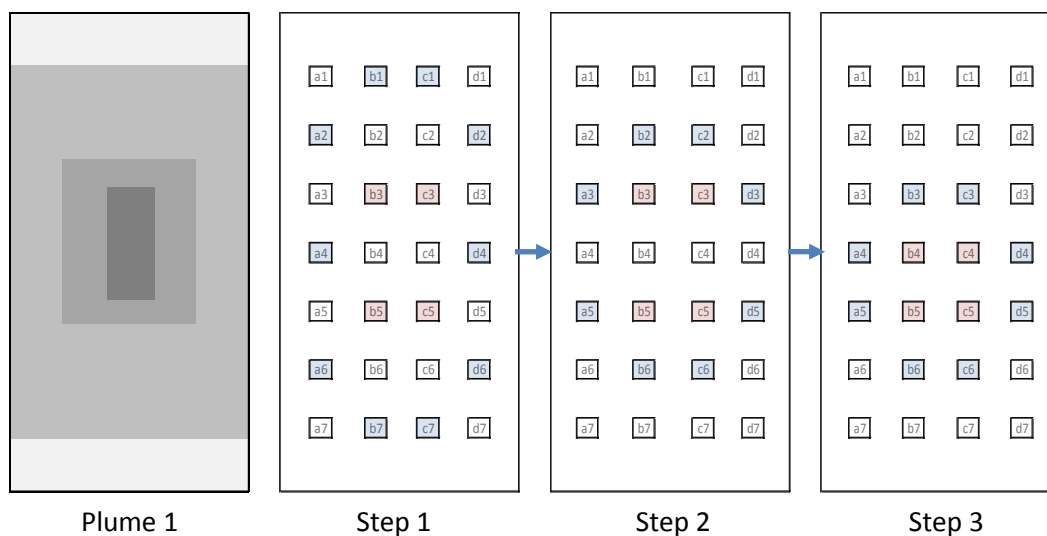 a1 b1 c1 d1 a1 b1 c1 d1 a1 b1 c1 d1
a2 b2 c2 d2 a2 b2 c2 d2 a2 b2 c2 d2
a3 b3 c3 d3 a3 b3 c3 d3 a3 b3 c3 d3
a4 b4 c4 d4 a4 b4 c4 d4 a4 b4 c4 d4
a5 b5 c5 d5 a5 b5 c5 d5 a5 b5 c5 d5
a6 b6 c6 d6 a6 b6 c6 d6 a6 b6 c6 d6
a7 b7 c7 d7 a7 b7 c7 d7 a7 b7 c7 d7
Plume 1 Step 1 Step 2 Step 3